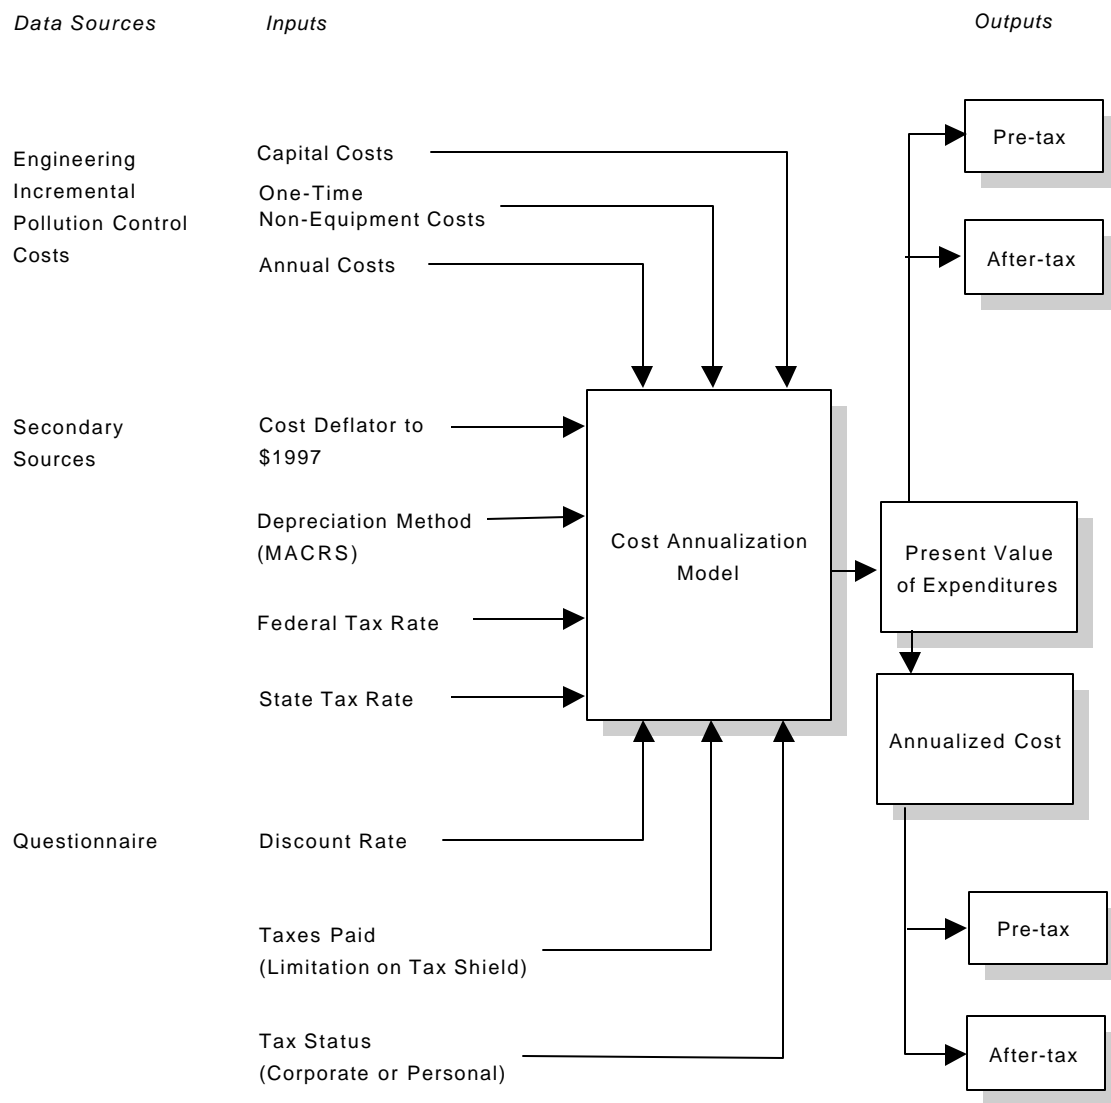 Data Sources
Inputs
Outputs
Engineering
Incremental
Pollution Control
Costs
Capital Costs
One-Time
Non-Equipment Costs
Annual Costs
Pre-tax
After-tax
Secondary
Sources
Cost Deflator to
$1997
Depreciation Method
(MACRS)
Federal Tax Rate
State Tax Rate
Cost Annualization
Model
Present Value
of Expenditures
Annualized Cost
Questionnaire
Discount Rate
Taxes Paid
(Limitation on Tax Shield)
Tax Status
(Corporate or Personal)
Pre-tax
After-tax